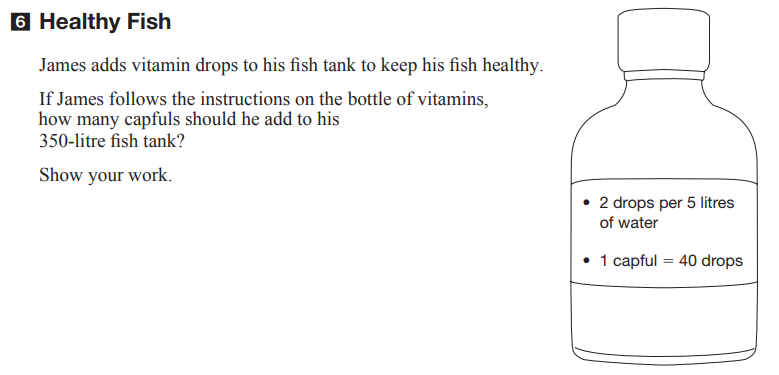 6 Healthy Fish
James adds vitamin drops to his fish tank to keep his fish healthy.
If James follows the instructions on the bottle of vitamins,
how many capfuls should he add to his
350-litre fish tank?
Show your work.
• 2 drops per 5 litres
of water
• 1 capful = 40 drops